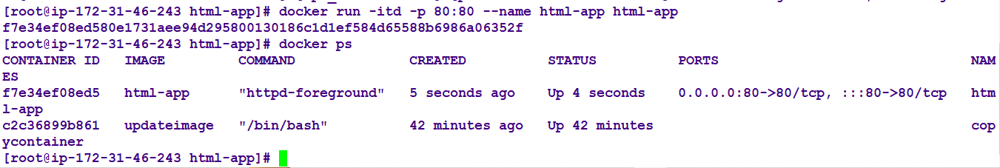 [root@ip-172-31-46-243 html-app]# docker run -itd -p 80:80 --name html-app html-app
f7e34ef08ed580e1731aee94d295800130186c1d1ef584d65588b6986a06352f
[root@ip-172-31-46-243 html-app]# docker ps
CONTAINER ID   IMAGE         COMMAND              CREATED          STATUS          PORTS                               NAM
ES
f7e34ef08ed5   html-app      "httpd-foreground"   5 seconds ago    Up 4 seconds    0.0.0.0:80->80/tcp, :::80->80/tcp   htm
l-app
c2c36899b861   updateimage   "/bin/bash"          42 minutes ago   Up 42 minutes                                       cop
ycontainer
[root@ip-172-31-46-243 html-app]#